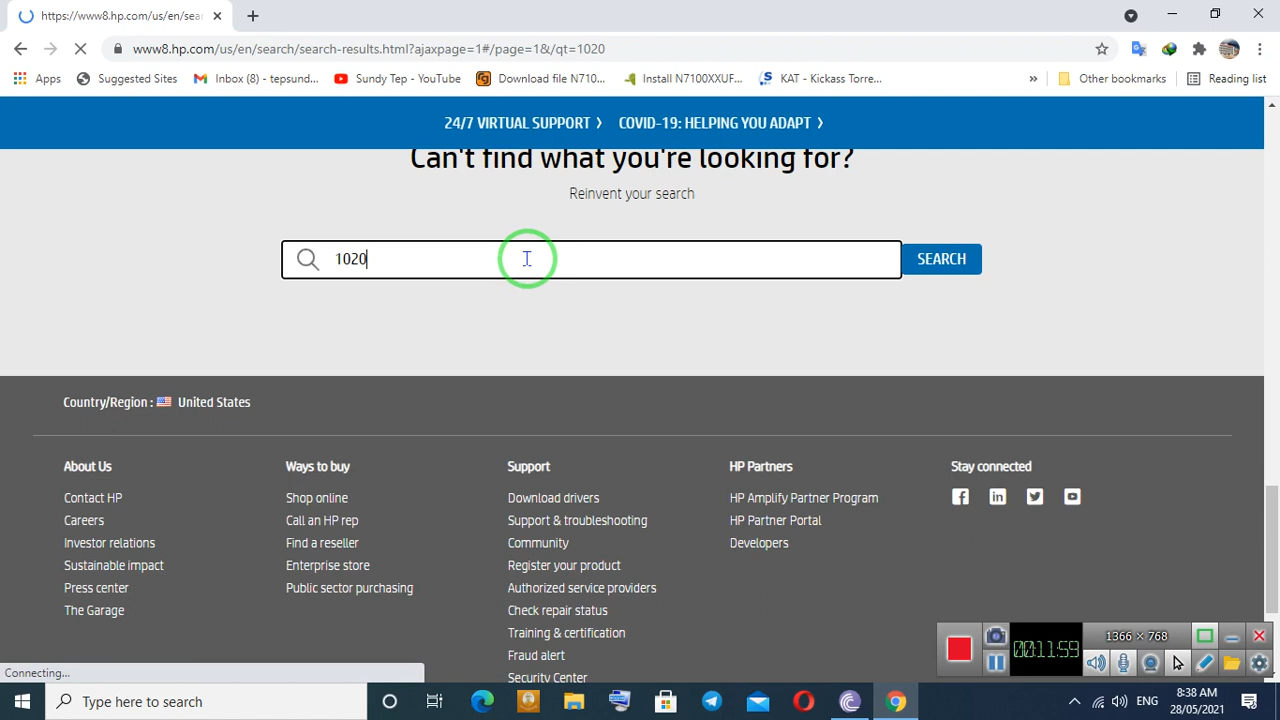 https://www8.hp.com/us/en/sear
www8.hp.com/us/en/search/search-results.html?ajaxpage=1#/page=1&/qt=1020
Apps
Suggested Sites
Inbox (8) - tepsund...
Sundy Tep - YouTube
Download file N710...
Install N7100XXUF...
KAT - Kickass Torre...
»
Other bookmarks
Reading list
24/7 VIRTUAL SUPPORT >
COVID-19: HELPING YOU ADAPT >
Can't find what you're looking for?
Reinvent your search
1020
SEARCH
Country/Region : United States
About Us
Contact HP
Careers
Investor relations
Sustainable impact
Press center
The Garage
Ways to buy
Shop online
Call an HP rep
Find a reseller
Enterprise store
Public sector purchasing
Support
Download drivers
Support & troubleshooting
Community
Register your product
Authorized service providers
Check repair status
Training & certification
Fraud alert
Security Center
HP Partners
HP Amplify Partner Program
HP Partner Portal
Developers
Stay connected
00:11:59
1366 × 768
Connecting...
Type here to search
ENG
8:38 AM
28/05/2021